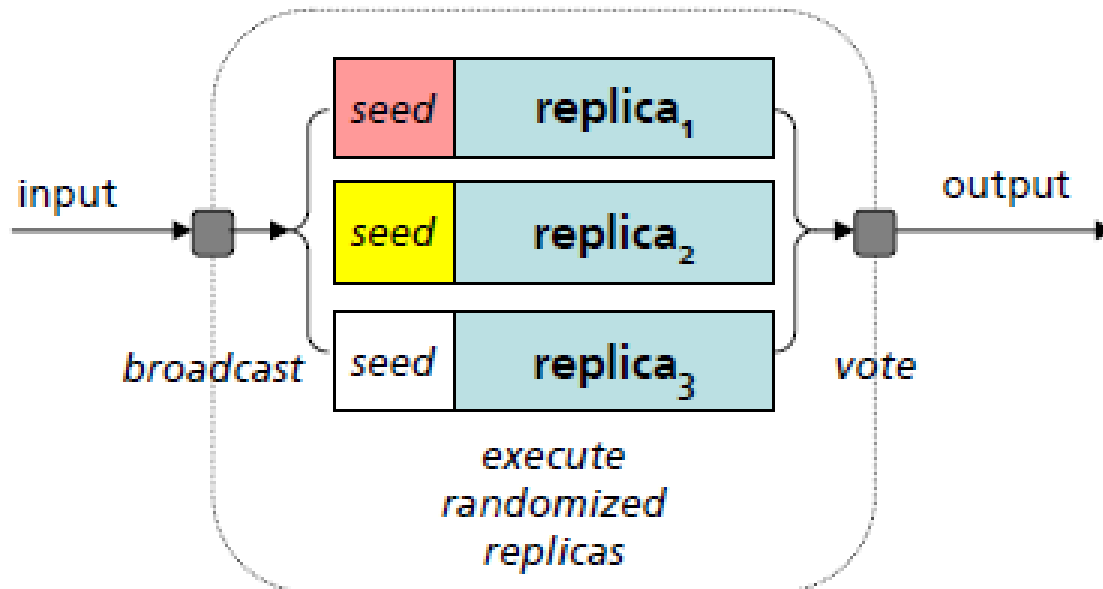 seed replica₁
input
output
seed replica₂
broadcast
seed replica₃
vote
execute
randomized
replicas